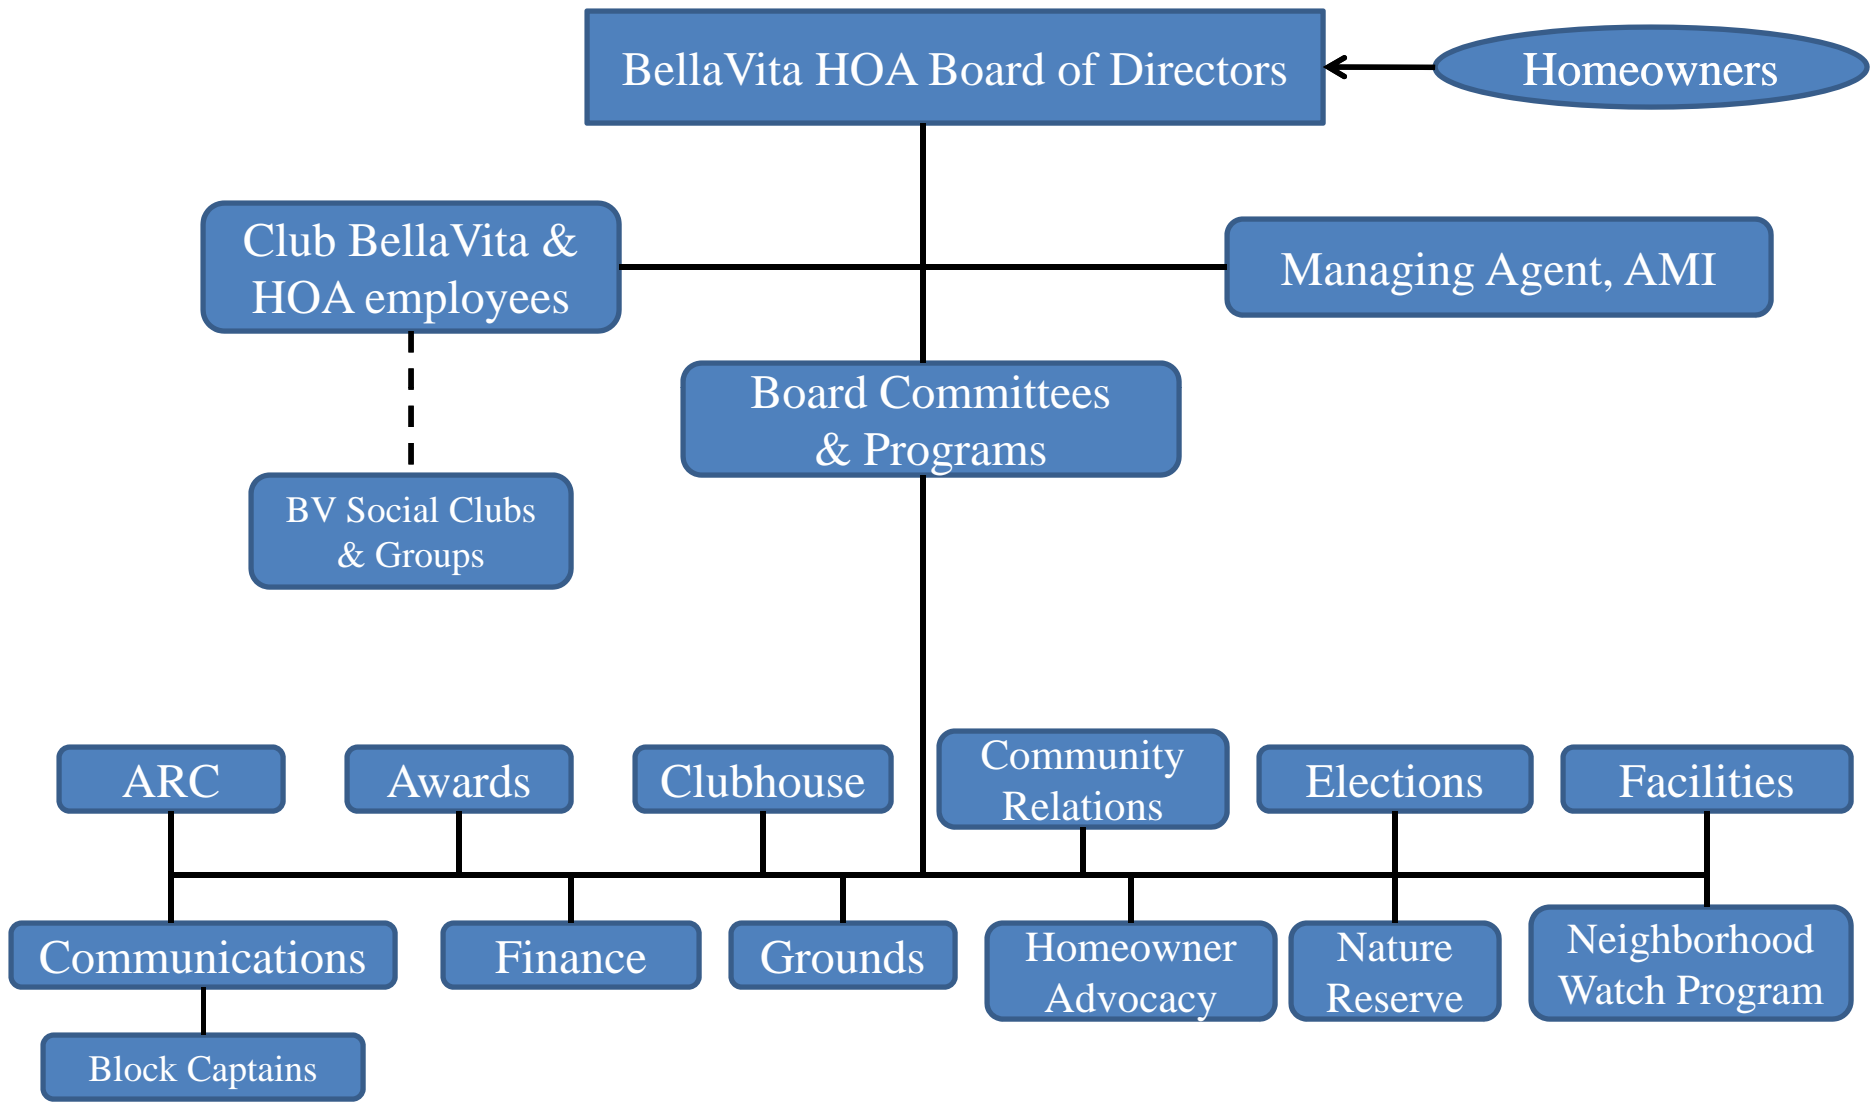 BellaVita HOA Board of Directors
Homeowners
Club BellaVita &
HOA employees
Managing Agent, AMI
Board Committees
& Programs
BV Social Clubs
& Groups
ARC
Awards
Clubhouse
Community
Relations
Elections
Facilities
Communications
Finance
Grounds
Homeowner
Advocacy
Nature
Reserve
Neighborhood
Watch Program
Block Captains